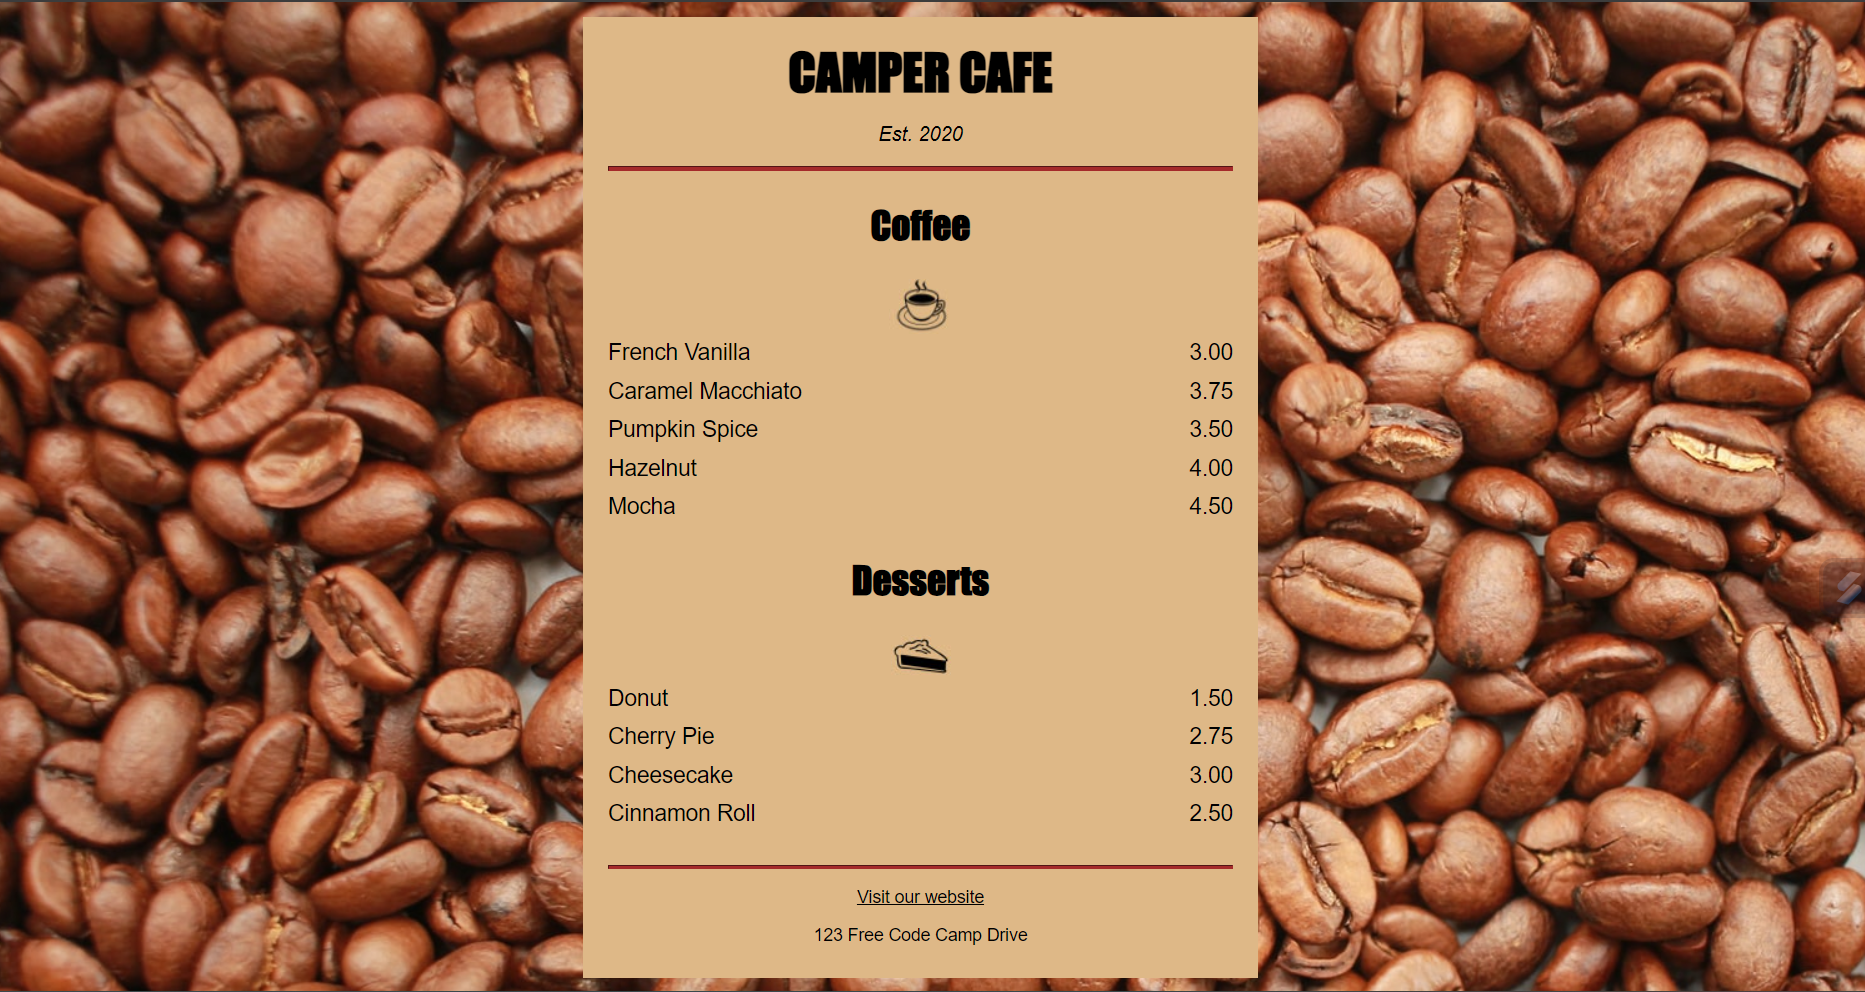 CAMPER CAFE
Est. 2020
Coffee
French Vanilla 3.00
Caramel Macchiato 3.75
Pumpkin Spice 3.50
Hazelnut 4.00
Mocha 4.50
Desserts
Donut 1.50
Cherry Pie 2.75
Cheesecake 3.00
Cinnamon Roll 2.50
Visit our website
123 Free Code Camp Drive